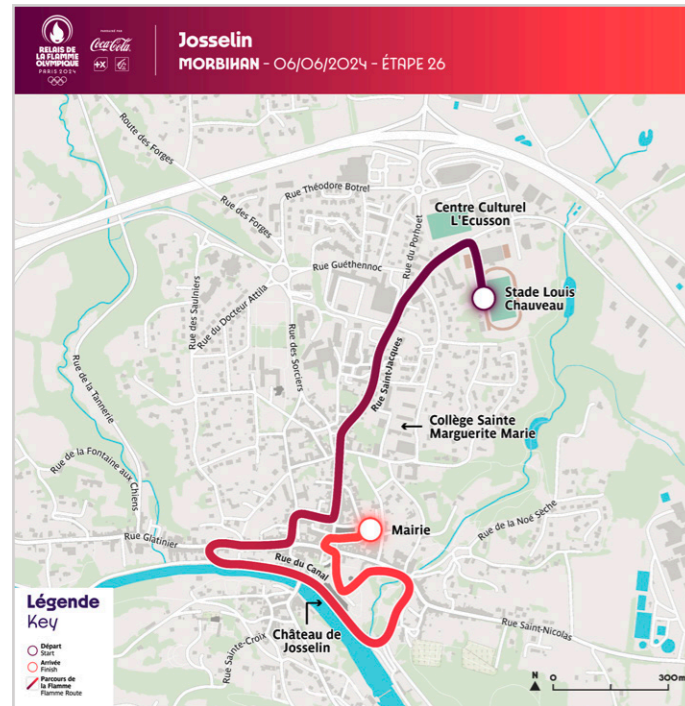 RELAIS DE
LA FLAMME
OLYMPIQUE
PARIS 2024
Coca-Cola
Josselin
MORBIHAN - 06/06/2024 - ÉTAPE 26
Route des Forges
Rue Théodore Botrel
Rue des Forges
Centre Culturel
L'Ecusson
Rue du Porhoet
Rue Guéthennoc
Stade Louis
Chauveau
Rue des Saulniers
Rue du Docteur Attila
Rue des Sorciers
Rue Saint-Jacques
Rue de la Tannerie
Collège Sainte
Marguerite Marie
Rue de la Fontaine aux Chiens
Mairie
Rue de la Noé Sèche
Rue Glatinier
Rue du Canal
Château de
Josselin
Rue Sainte-Croix
Rue Saint-Nicolas
Légende
Key
Départ
Start
Arrivée
Finish
Parcours de
la Flamme
Flamme Route
N
0
300m